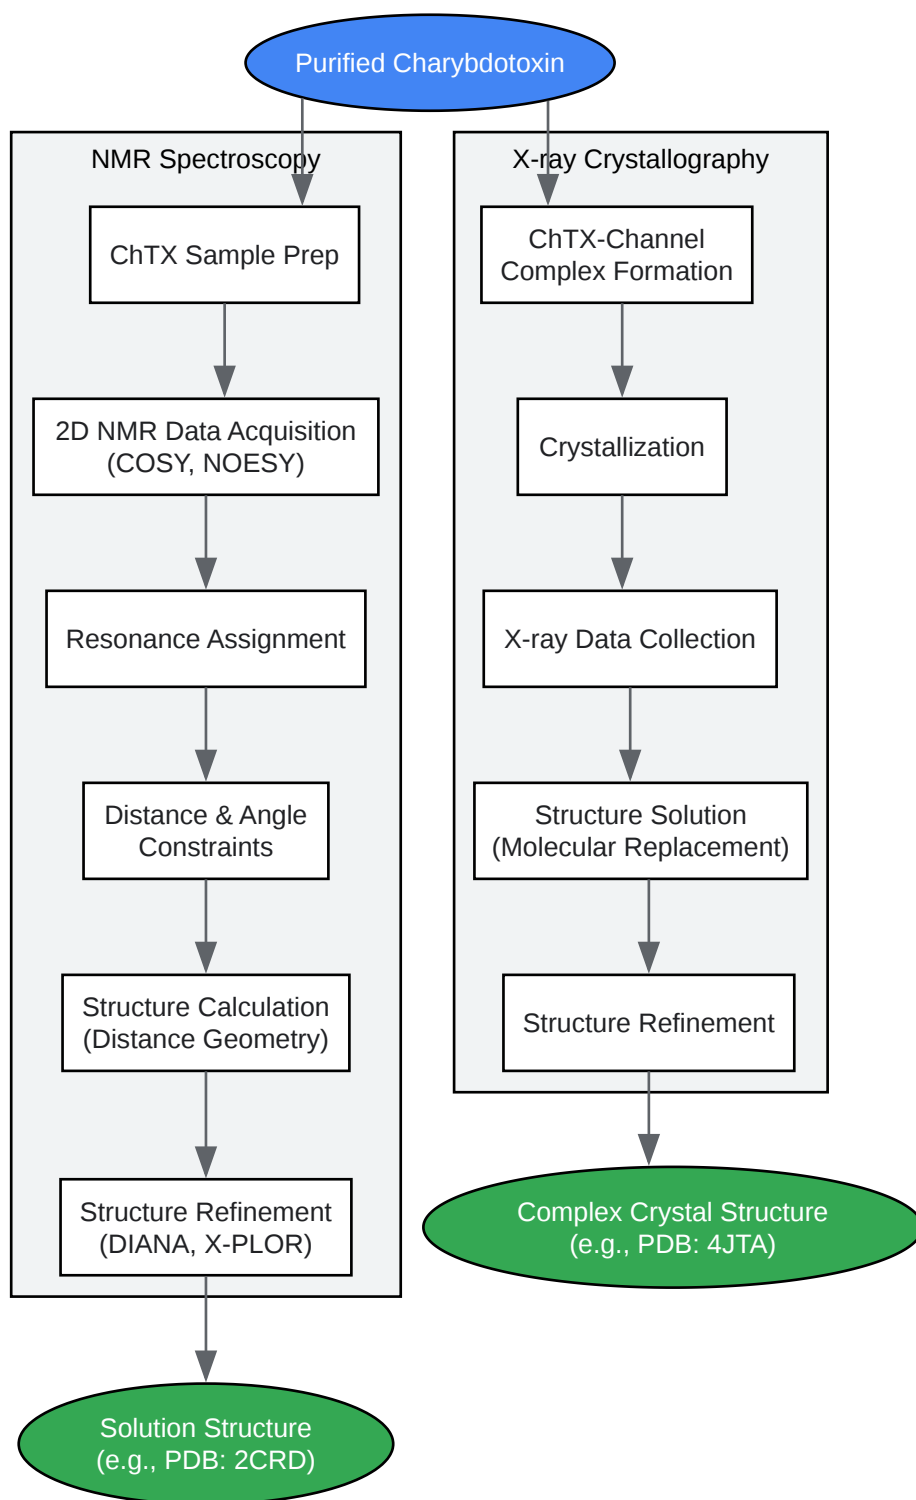 Purified Charybdotoxin
NMR Spectroscopy
ChTX Sample Prep
2D NMR Data Acquisition
(COSY, NOESY)
Resonance Assignment
Distance & Angle
Constraints
Structure Calculation
(Distance Geometry)
Structure Refinement
(DIANA, X-PLOR)
Solution Structure
(e.g., PDB: 2CRD)
X-ray Crystallography
ChTX-Channel
Complex Formation
Crystallization
X-ray Data Collection
Structure Solution
(Molecular Replacement)
Structure Refinement
Complex Crystal Structure
(e.g., PDB: 4JTA)